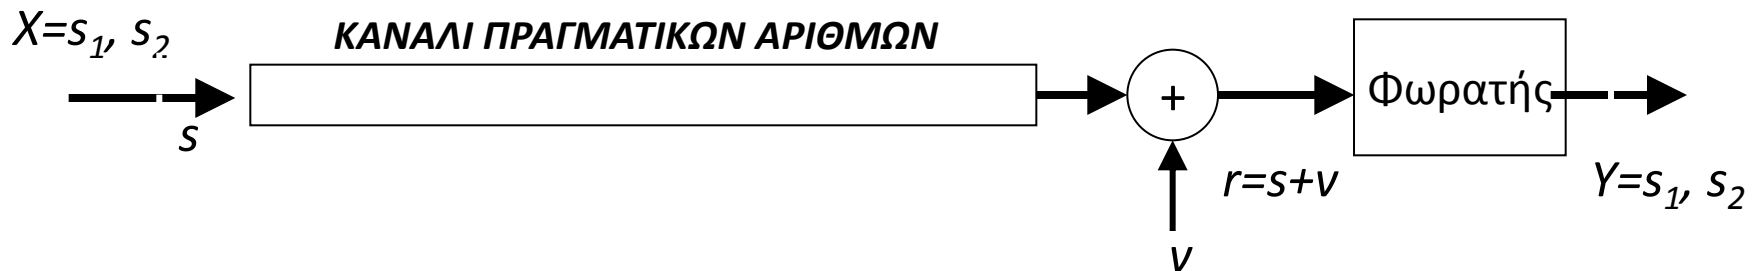 X=s₁, s₂
ΚΑΝΑΛΙ ΠΡΑΓΜΑΤΙΚΩΝ ΑΡΙΘΜΩΝ
s
+
Φωρατής
r=s+ν
Y=s₁, s₂
ν